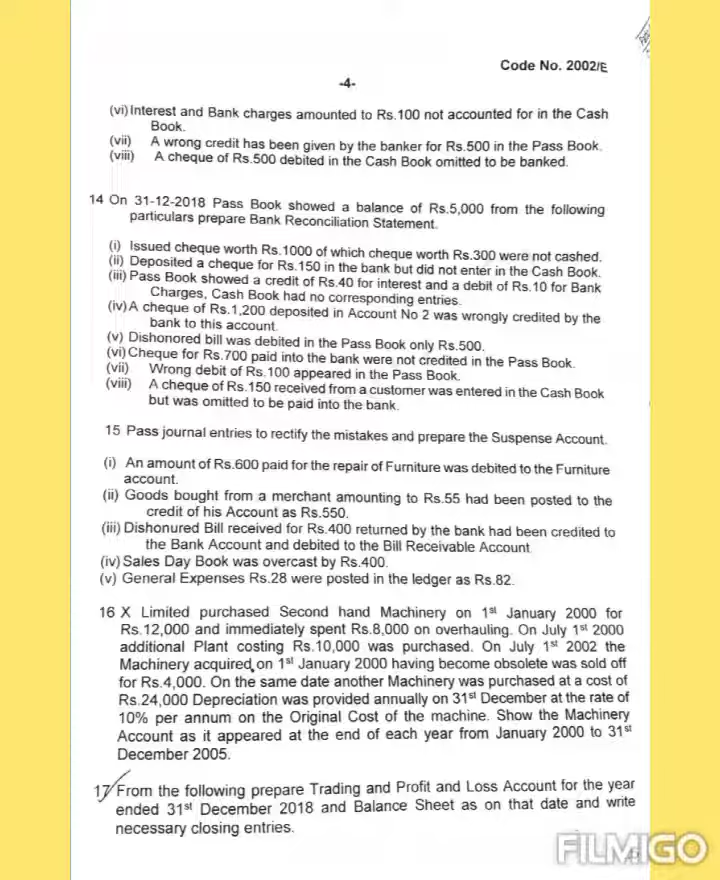 Code No. 2002/E
-4-
(vi) Interest and Bank charges amounted to Rs.100 not accounted for in the Cash
Book.
(vii) A wrong credit has been given by the banker for Rs.500 in the Pass Book.
(viii) A cheque of Rs.500 debited in the Cash Book omitted to be banked.
14 On 31-12-2018 Pass Book showed a balance of Rs.5,000 from the following
particulars prepare Bank Reconciliation Statement.
(i) Issued cheque worth Rs.1000 of which cheque worth Rs.300 were not cashed.
(ii) Deposited a cheque for Rs.150 in the bank but did not enter in the Cash Book.
(iii) Pass Book showed a credit of Rs.40 for interest and a debit of Rs.10 for Bank
Charges, Cash Book had no corresponding entries.
(iv) A cheque of Rs.1,200 deposited in Account No 2 was wrongly credited by the
bank to this account.
(v) Dishonored bill was debited in the Pass Book only Rs.500.
(vi) Cheque for Rs.700 paid into the bank were not credited in the Pass Book.
(vii) Wrong debit of Rs.100 appeared in the Pass Book.
(viii) A cheque of Rs.150 received from a customer was entered in the Cash Book
but was omitted to be paid into the bank.
15 Pass journal entries to rectify the mistakes and prepare the Suspense Account.
(i) An amount of Rs.600 paid for the repair of Furniture was debited to the Furniture
account.
(ii) Goods bought from a merchant amounting to Rs.55 had been posted to the
credit of his Account as Rs.550.
(iii) Dishonured Bill received for Rs.400 returned by the bank had been credited to
the Bank Account and debited to the Bill Receivable Account
(iv) Sales Day Book was overcast by Rs.400.
(v) General Expenses Rs.28 were posted in the ledger as Rs.82.
16 X Limited purchased Second hand Machinery on 1st January 2000 for
Rs.12,000 and immediately spent Rs.8,000 on overhauling. On July 1st 2000
additional Plant costing Rs.10,000 was purchased. On July 1st 2002 the
Machinery acquired on 1st January 2000 having become obsolete was sold off
for Rs.4,000. On the same date another Machinery was purchased at a cost of
Rs.24,000 Depreciation was provided annually on 31st December at the rate of
10% per annum on the Original Cost of the machine. Show the Machinery
Account as it appeared at the end of each year from January 2000 to 31st
December 2005.
17 From the following prepare Trading and Profit and Loss Account for the year
ended 31st December 2018 and Balance Sheet as on that date and write
necessary closing entries.
FILMIGO